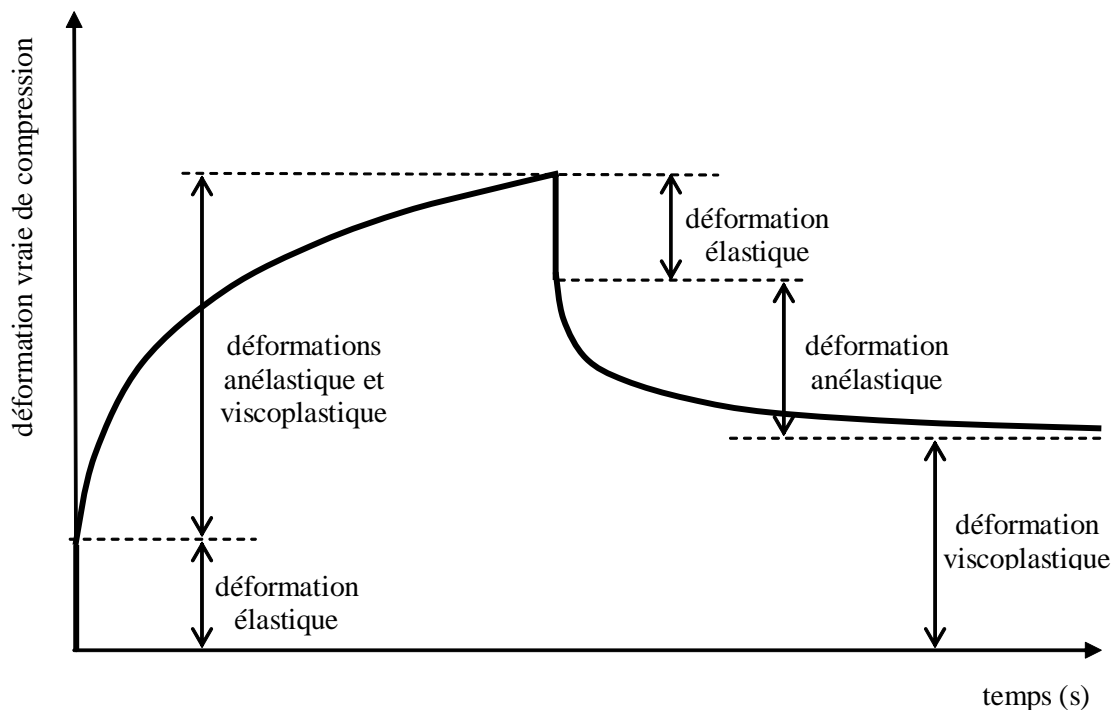 déformation vraie de compression
déformation
élastique
déformations
anélastique et
viscoplastique
déformation
anélastique
déformation
viscoplastique
déformation
élastique
temps (s)